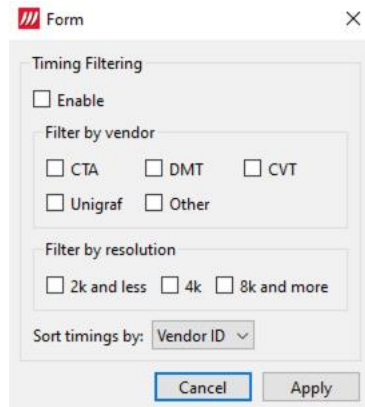 Form
Timing Filtering
Enable
Filter by vendor
CTA DMT CVT
Unigraf Other
Filter by resolution
2k and less 4k 8k and more
Sort timings by: Vendor ID
Cancel Apply